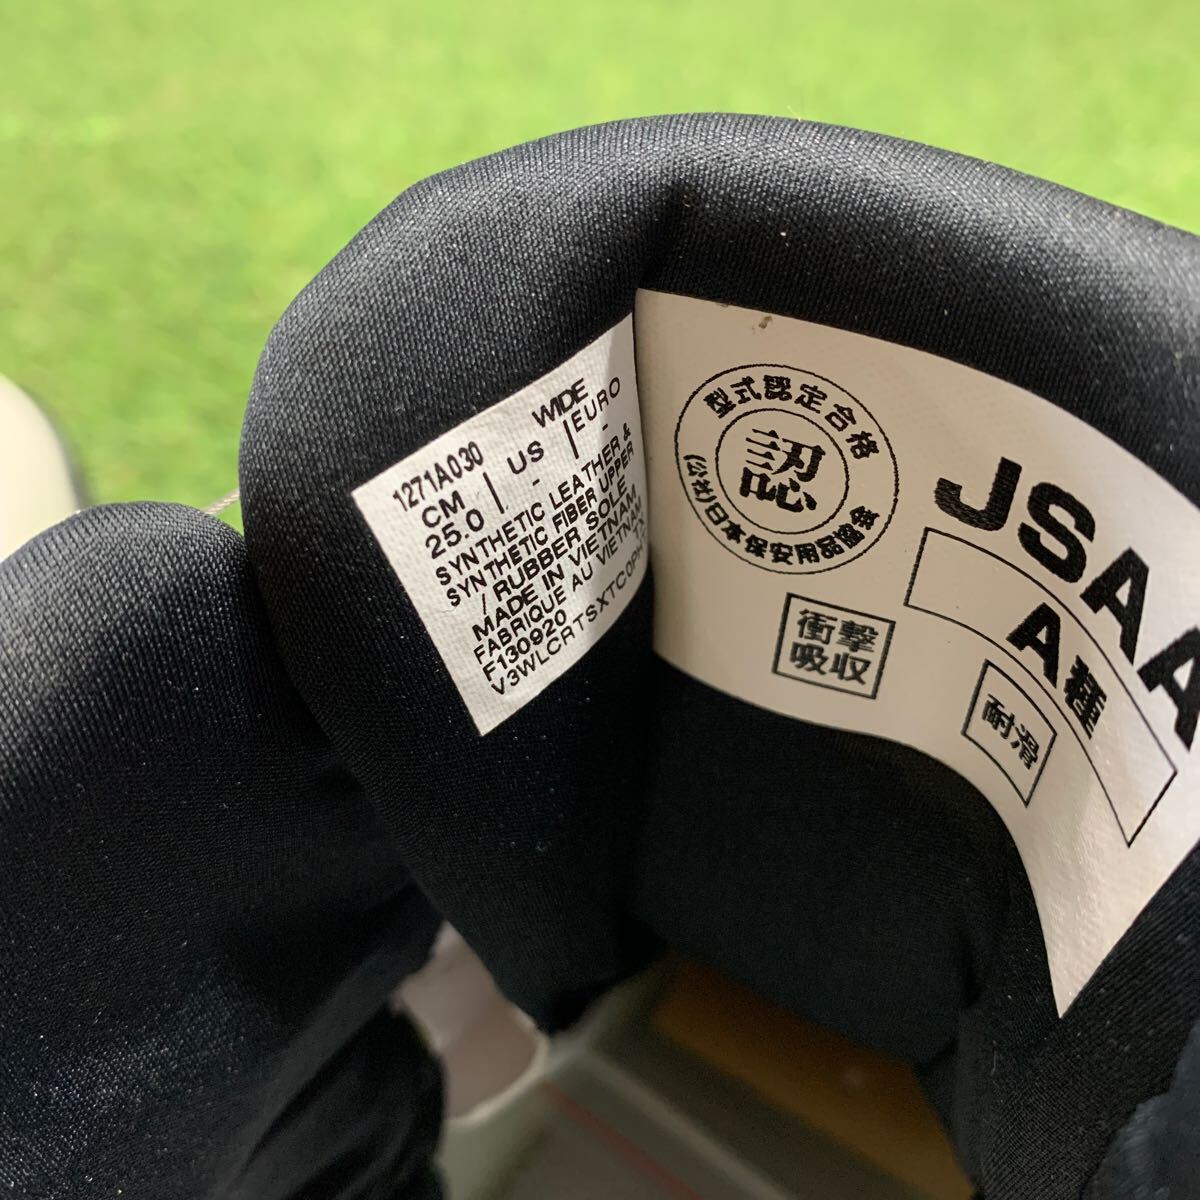 1271A030 WIDE
CM | US | EURO
25.0 | - | -
SYNTHETIC LEATHER &
SYNTHETIC FIBER UPPER
/ RUBBER SOLE
MADE IN VIETNAM
FABRIQUE AU VIETNAM
F130920 TX
V3WLCRTSXTC0PH
型式認定合格
認
(公社)日本保安用品協会
JSAA
A種
衝撃
吸収
耐滑